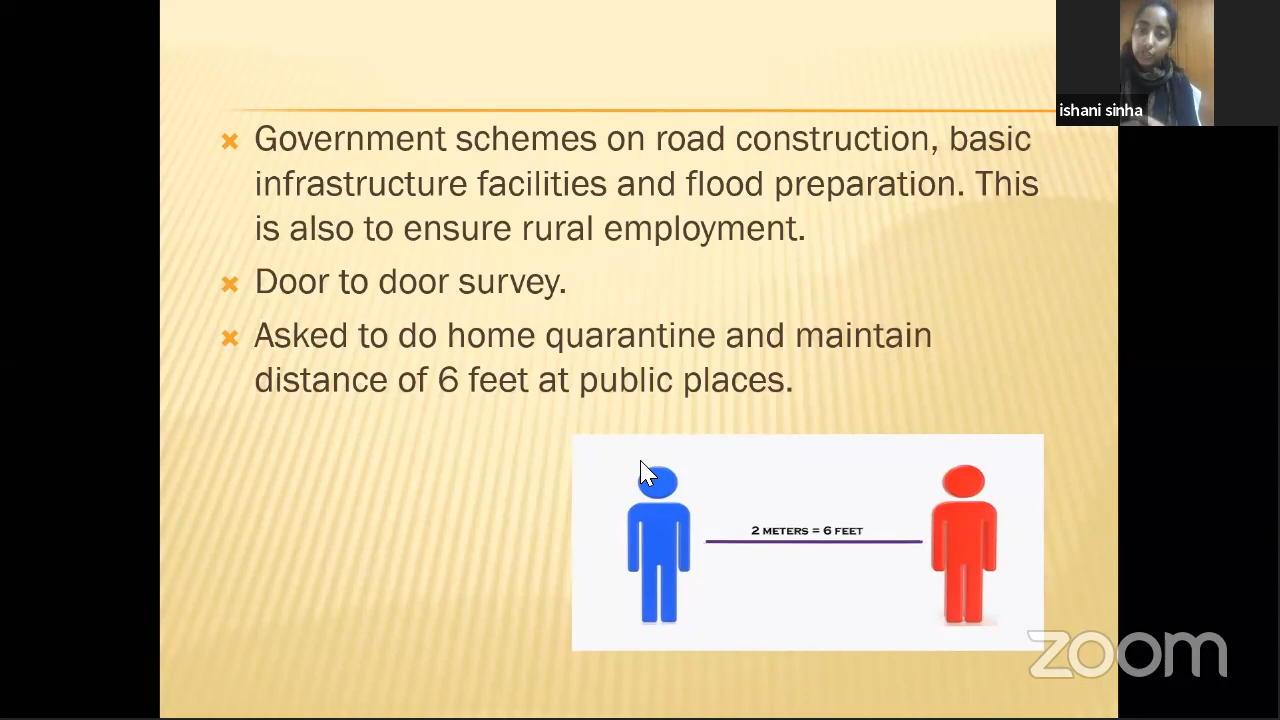 ishani sinha
Government schemes on road construction, basic
infrastructure facilities and flood preparation. This
is also to ensure rural employment.
Door to door survey.
Asked to do home quarantine and maintain
distance of 6 feet at public places.
2 METERS = 6 FEET
zoom